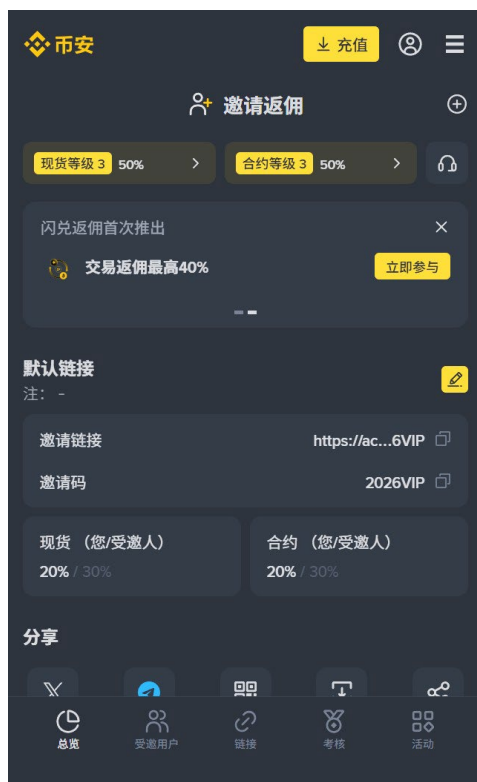 币安
充值
邀请返佣
现货等级 3 50%
合约等级 3 50%
闪兑返佣首次推出
交易返佣最高40%
立即参与
默认链接
注: -
邀请链接 https://ac...6VIP
邀请码 2026VIP
现货 (您/受邀人)
20% / 30%
合约 (您/受邀人)
20% / 30%
分享
总览
受邀用户
链接
考核
活动